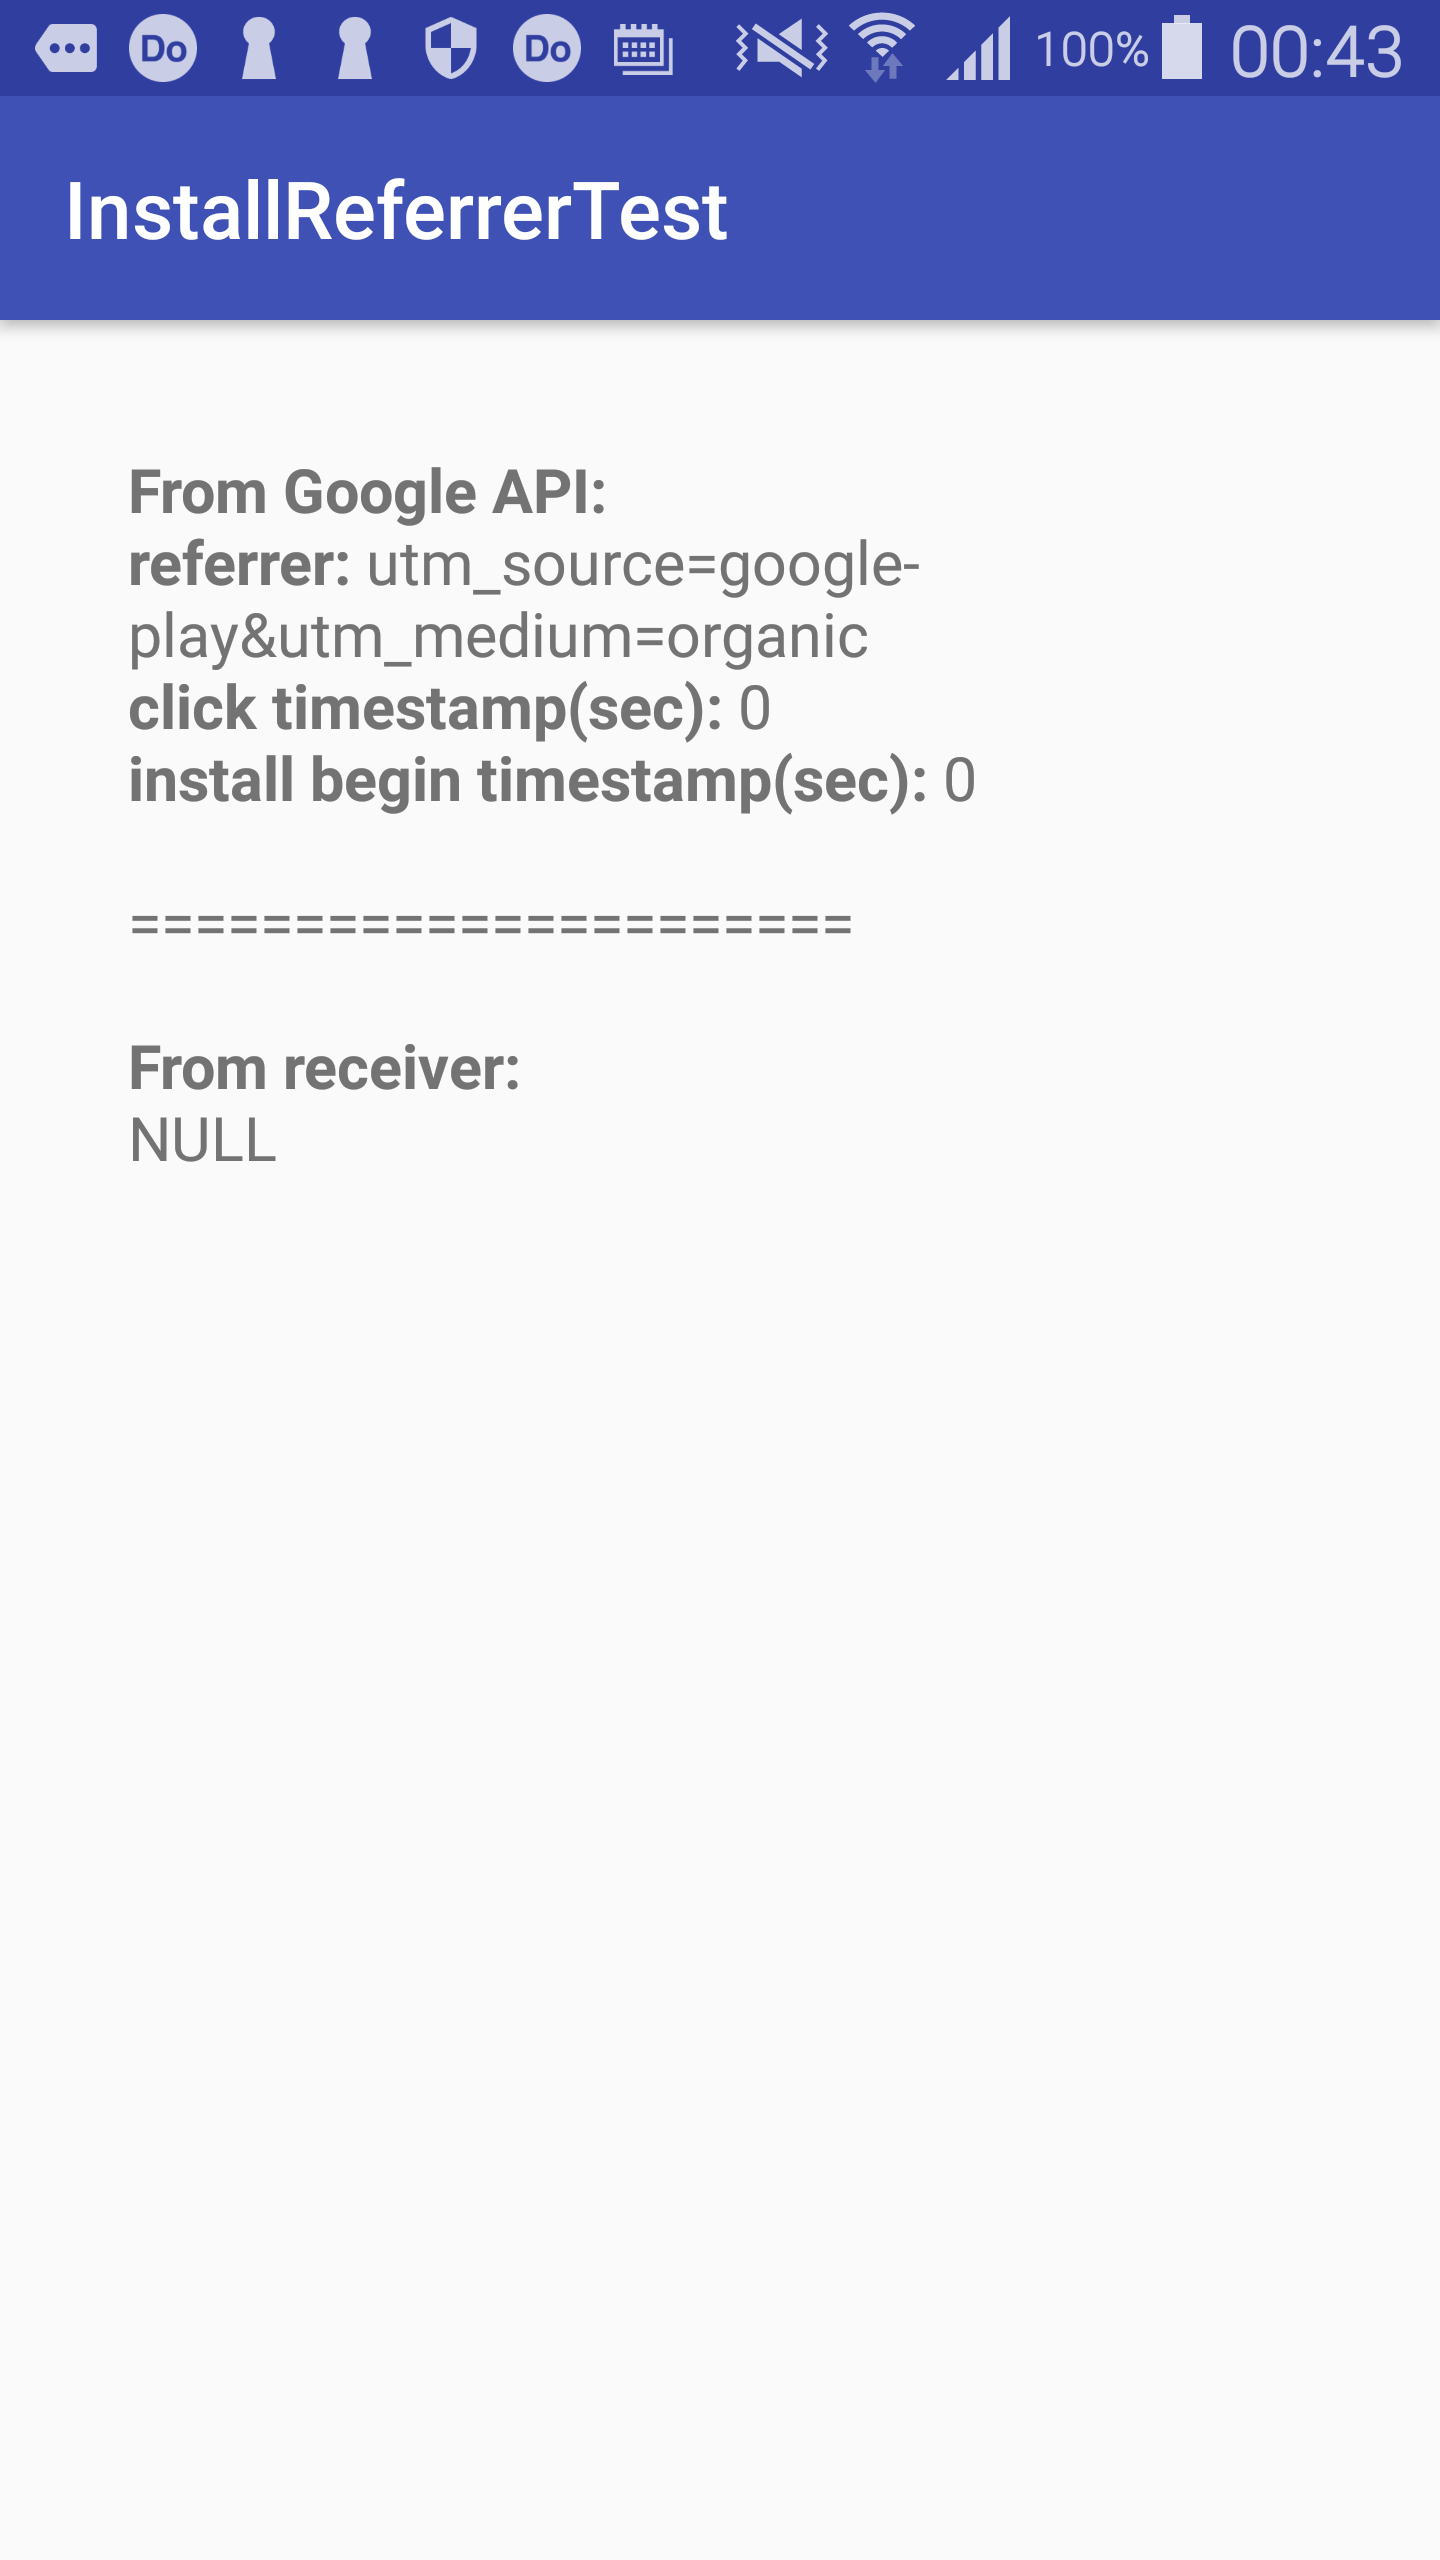 Do Do 100% 00:43
InstallReferrerTest
From Google API:
referrer: utm_source=google-
play&utm_medium=organic
click timestamp(sec): 0
install begin timestamp(sec): 0
======================
From receiver:
NULL